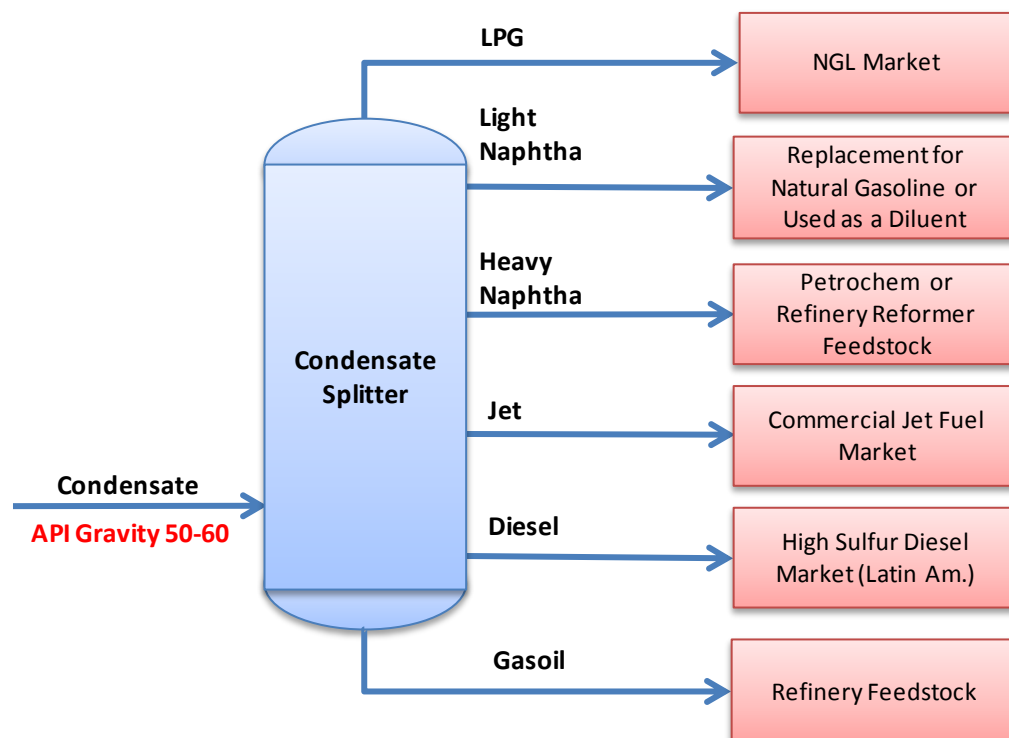 LPG
NGL Market
Light
Naphtha
Replacement for
Natural Gasoline or
Used as a Diluent
Heavy
Naphtha
Petrochem or
Refinery Reformer
Feedstock
Condensate
Splitter
Jet
Commercial Jet Fuel
Market
Condensate
API Gravity 50-60
Diesel
High Sulfur Diesel
Market (Latin Am.)
Gasoil
Refinery Feedstock